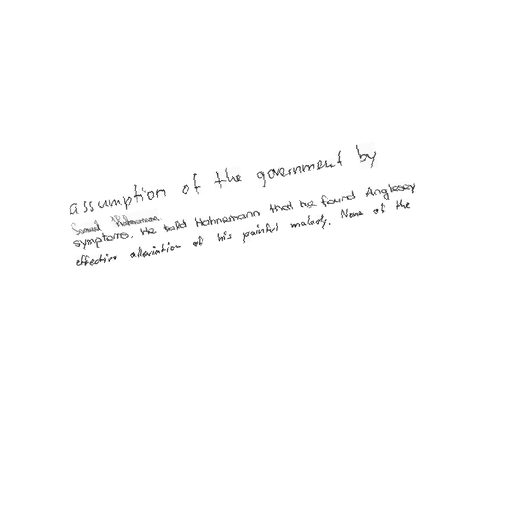 assumption of the government by
Samuel Hahnemann
symptoms. He told Hahnemann that he found Anglesey
effective alleviation of his painful malady. None of the